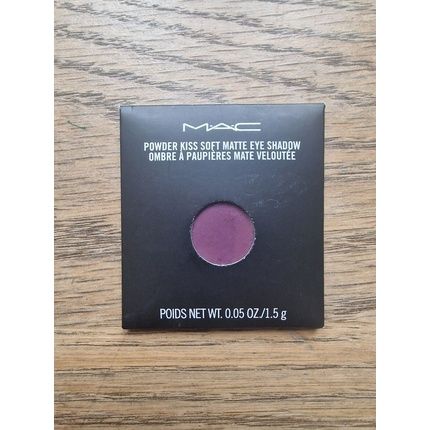 MAC
POWDER KISS SOFT MATTE EYE SHADOW
OMBRE À PAUPIÈRES MATE VELOUTÉE
POIDS NET WT. 0.05 OZ./1.5 g